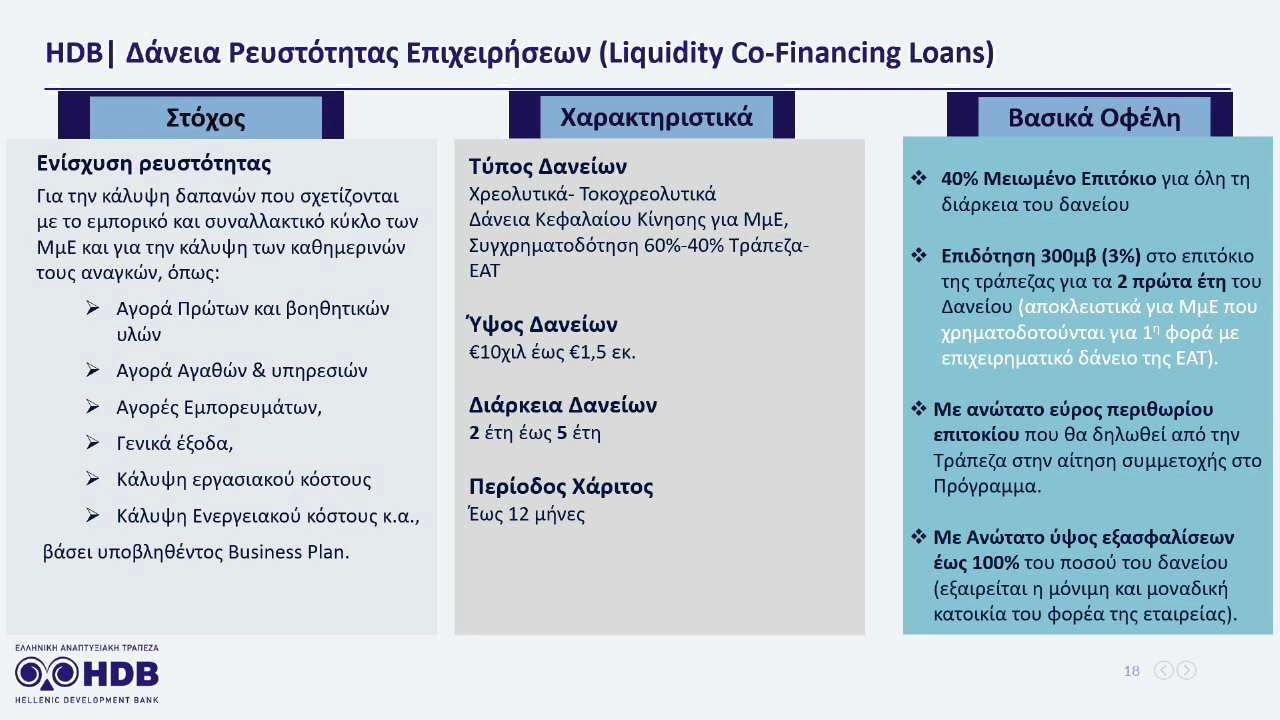 HDB| Δάνεια Ρευστότητας Επιχειρήσεων (Liquidity Co-Financing Loans)
Στόχος
Ενίσχυση ρευστότητας
Για την κάλυψη δαπανών που σχετίζονται
με το εμπορικό και συναλλακτικό κύκλο των
ΜμΕ και για την κάλυψη των καθημερινών
τους αναγκών, όπως:
⮚ Αγορά Πρώτων και βοηθητικών
υλών
⮚ Αγορά Αγαθών & υπηρεσιών
⮚ Αγορές Εμπορευμάτων,
⮚ Γενικά έξοδα,
⮚ Κάλυψη εργασιακού κόστους
⮚ Κάλυψη Ενεργειακού κόστους κ.α.,
βάσει υποβληθέντος Business Plan.
Χαρακτηριστικά
Τύπος Δανείων
Χρεολυτικά- Τοκοχρεολυτικά
Δάνεια Κεφαλαίου Κίνησης για ΜμΕ,
Συγχρηματοδότηση 60%-40% Τράπεζα-
ΕΑΤ
Ύψος Δανείων
€10χιλ έως €1,5 εκ.
Διάρκεια Δανείων
2 έτη έως 5 έτη
Περίοδος Χάριτος
Έως 12 μήνες
Βασικά Οφέλη
❖ 40% Μειωμένο Επιτόκιο για όλη τη
διάρκεια του δανείου
❖ Επιδότηση 300μβ (3%) στο επιτόκιο
της τράπεζας για τα 2 πρώτα έτη του
Δανείου (αποκλειστικά για ΜμΕ που
χρηματοδοτούνται για 1η φορά με
επιχειρηματικό δάνειο της ΕΑΤ).
❖ Με ανώτατο εύρος περιθωρίου
επιτοκίου που θα δηλωθεί από την
Τράπεζα στην αίτηση συμμετοχής στο
Πρόγραμμα.
❖ Με Ανώτατο ύψος εξασφαλίσεων
έως 100% του ποσού του δανείου
(εξαιρείται η μόνιμη και μοναδική
κατοικία του φορέα της εταιρείας).
ΕΛΛΗΝΙΚΗ ΑΝΑΠΤΥΞΙΑΚΗ ΤΡΑΠΕΖΑ
HDB
HELLENIC DEVELOPMENT BANK
18